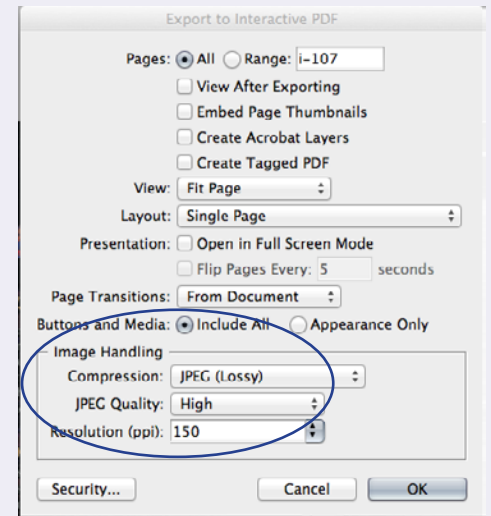 Export to Interactive PDF
Pages: All Range: i-107
View After Exporting
Embed Page Thumbnails
Create Acrobat Layers
Create Tagged PDF
View: Fit Page
Layout: Single Page
Presentation: Open in Full Screen Mode
Flip Pages Every: 5 seconds
Page Transitions: From Document
Buttons and Media: Include All Appearance Only
Image Handling
Compression: JPEG (Lossy)
JPEG Quality: High
Resolution (ppi): 150
Security... Cancel OK